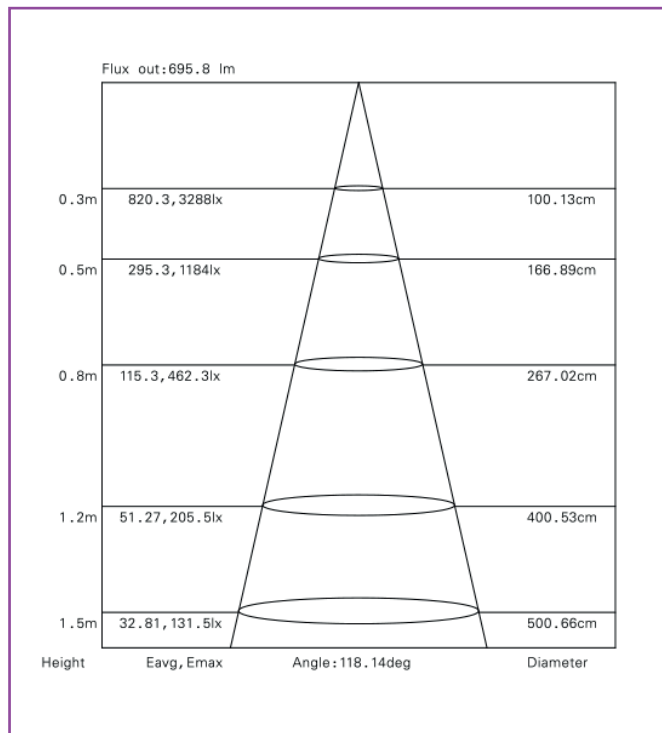 Flux out:695.8 lm
0.3m 820.3,3288lx 100.13cm
0.5m 295.3,1184lx 166.89cm
0.8m 115.3,462.3lx 267.02cm
1.2m 51.27,205.5lx 400.53cm
1.5m 32.81,131.5lx 500.66cm
Height Eavg,Emax Angle:118.14deg Diameter